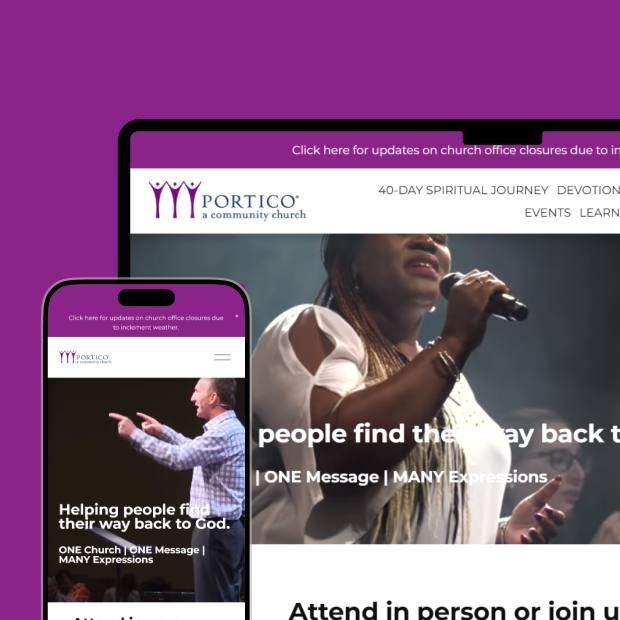 Click here for updates on church office closures due to in
PORTICO®
a community church
40-DAY SPIRITUAL JOURNEY DEVOTION
EVENTS LEARN
people find the way back t
| ONE Message | MANY Expressions
Attend in person or join u
Click here for updates on church office closures due
to inclement weather.
×
PORTICO®
a community church
Helping people find
their way back to God.
ONE Church | ONE Message |
MANY Expressions